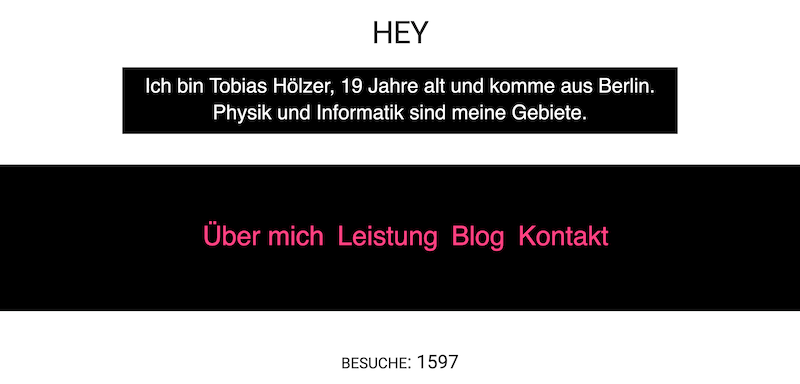 HEY
Ich bin Tobias Hölzer, 19 Jahre alt und komme aus Berlin.
Physik und Informatik sind meine Gebiete.
Über mich Leistung Blog Kontakt
BESUCHE: 1597